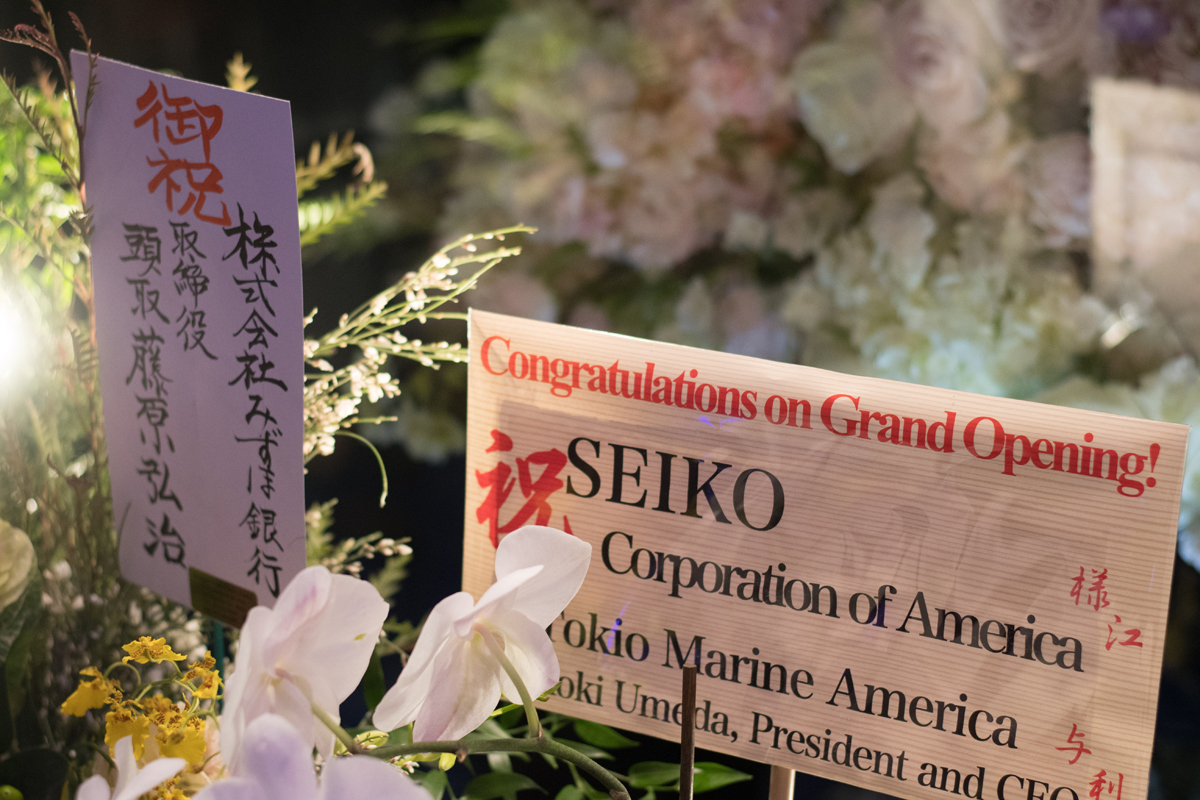 御祝
株式会社みずほ銀行
取締役
頭取 藤原弘治
Congratulations on Grand Opening!
祝
SEIKO
Corporation of America
Tokio Marine America
oki Umeda, President and CEO
様江
与利